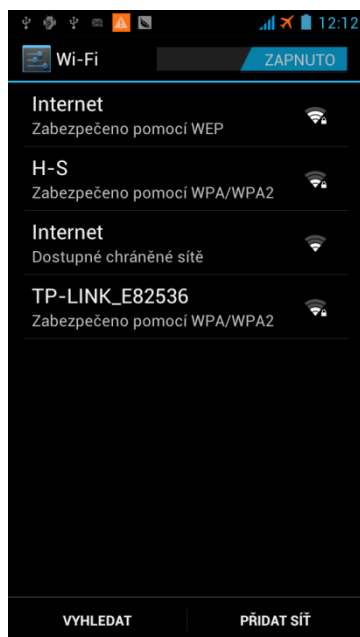 12:12
Wi-Fi
ZAPNUTO
Internet
Zabezpečeno pomocí WEP
H-S
Zabezpečeno pomocí WPA/WPA2
Internet
Dostupné chráněné sítě
TP-LINK_E82536
Zabezpečeno pomocí WPA/WPA2
VYHLEDAT
PŘIDAT SÍŤ